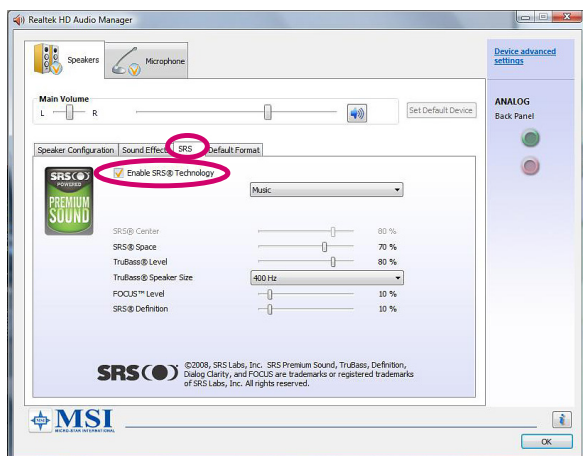 Realtek HD Audio Manager
Speakers
Microphone
Device advanced
settings
Main Volume
L
R
Set Default Device
ANALOG
Back Panel
Speaker Configuration
Sound Effect
SRS
Default Format
SRS
POWERED
PREMIUM
SOUND
Enable SRS® Technology
Music
SRS® Center
80 %
SRS® Space
70 %
TruBass® Level
80 %
TruBass® Speaker Size
400 Hz
FOCUS™ Level
10 %
SRS® Definition
10 %
SRS
©2008, SRS Labs, Inc. SRS Premium Sound, TruBass, Definition,
Dialog Clarity, and FOCUS are trademarks or registered trademarks
of SRS Labs, Inc. All rights reserved.
MSI
MICRO-STAR INTERNATIONAL
i
OK